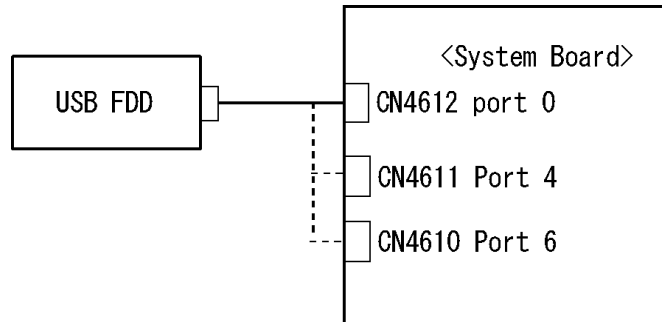 <System Board>
USB FDD
CN4612 port 0
CN4611 Port 4
CN4610 Port 6